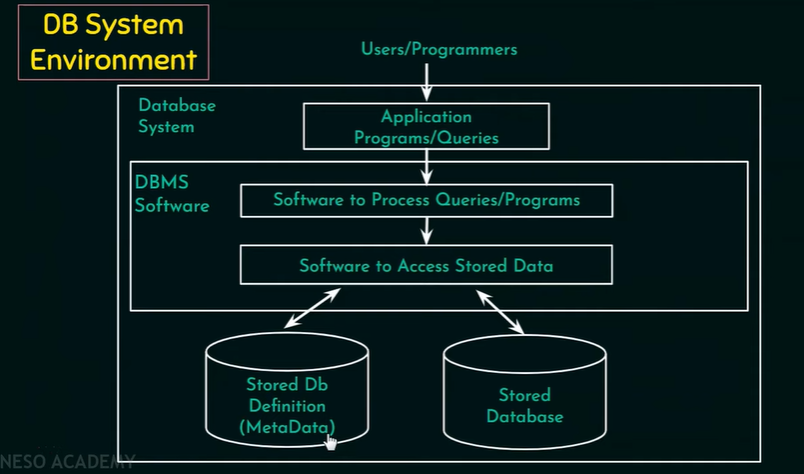 DB System
Environment
Users/Programmers
Database
System
Application
Programs/Queries
DBMS
Software
Software to Process Queries/Programs
Software to Access Stored Data
Stored Db
Definition
(MetaData)
Stored
Database
NESO ACADEMY